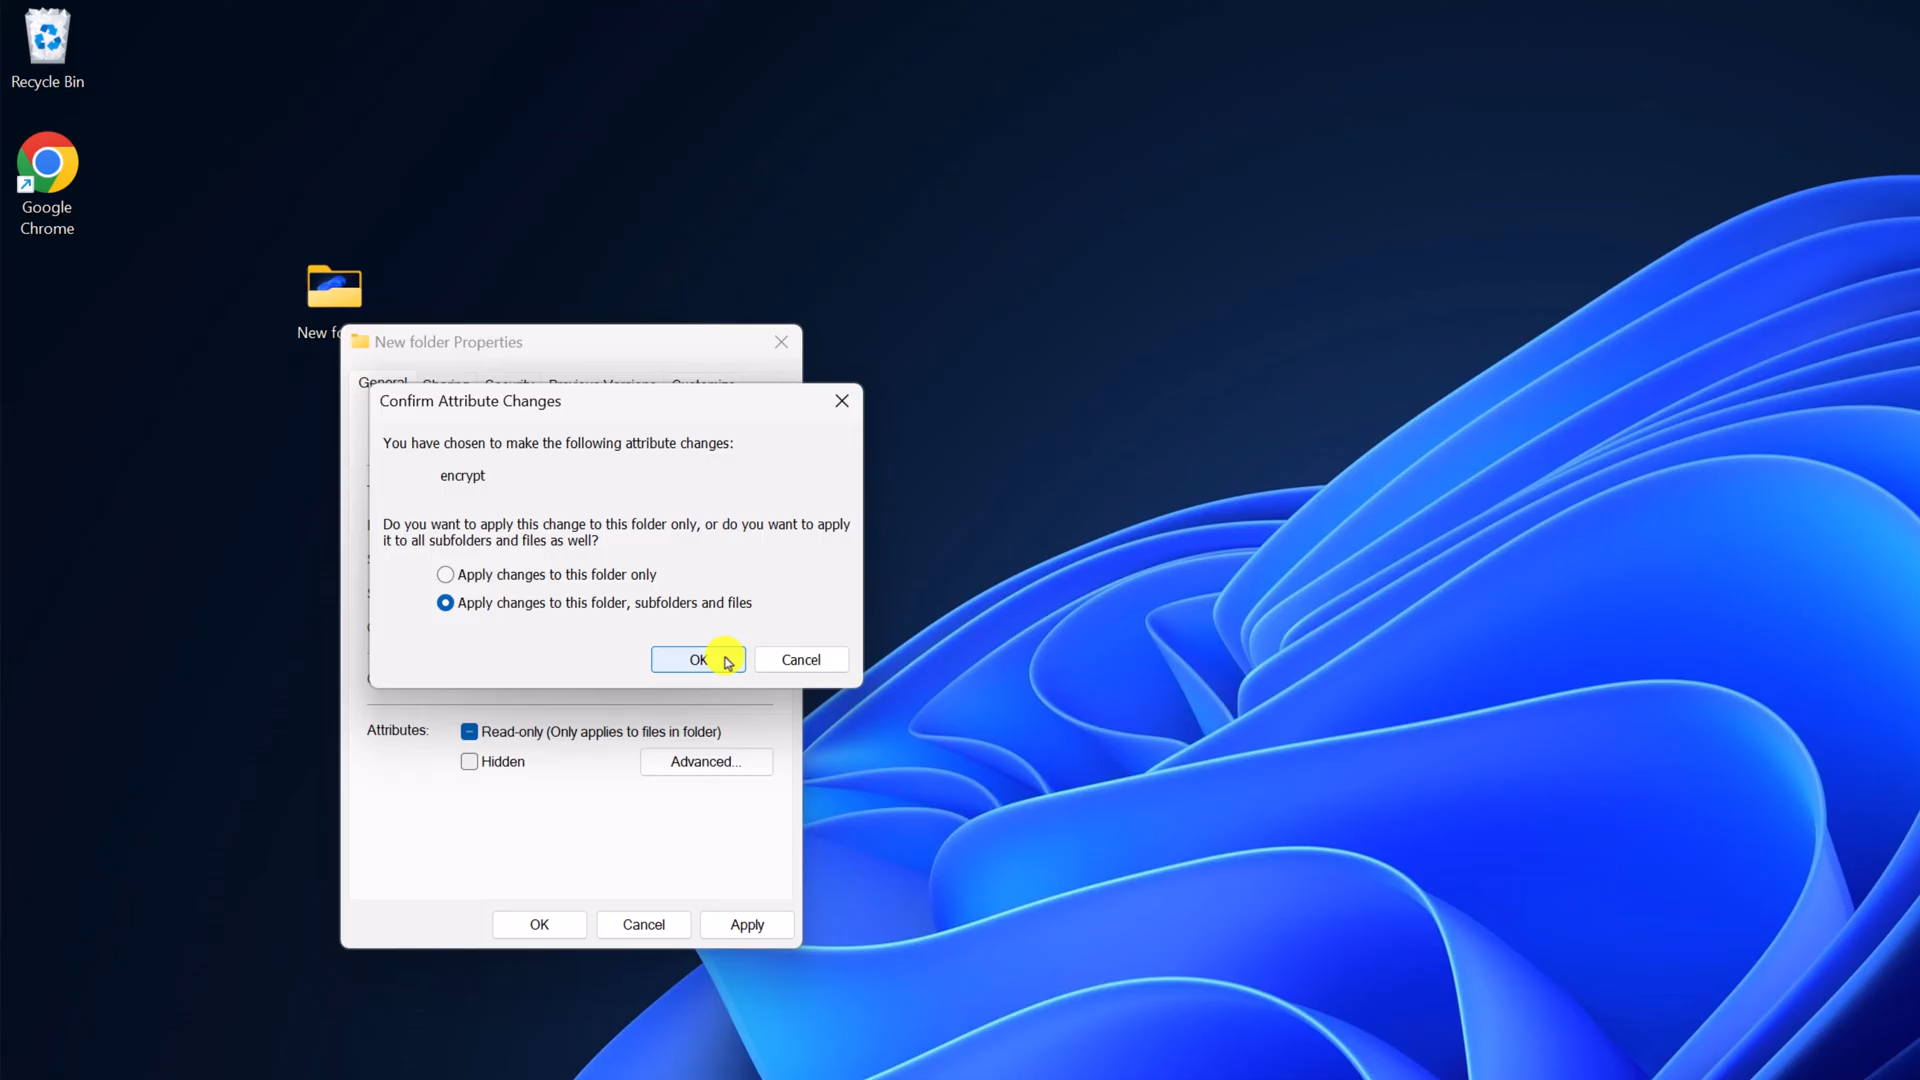 Recycle Bin
Google
Chrome
New fo
New folder Properties
General Sharing Security Previous Versions Customize
Confirm Attribute Changes
You have chosen to make the following attribute changes:
encrypt
Do you want to apply this change to this folder only, or do you want to apply
it to all subfolders and files as well?
Apply changes to this folder only
Apply changes to this folder, subfolders and files
OK Cancel
Attributes: Read-only (Only applies to files in folder)
Hidden Advanced...
OK Cancel Apply